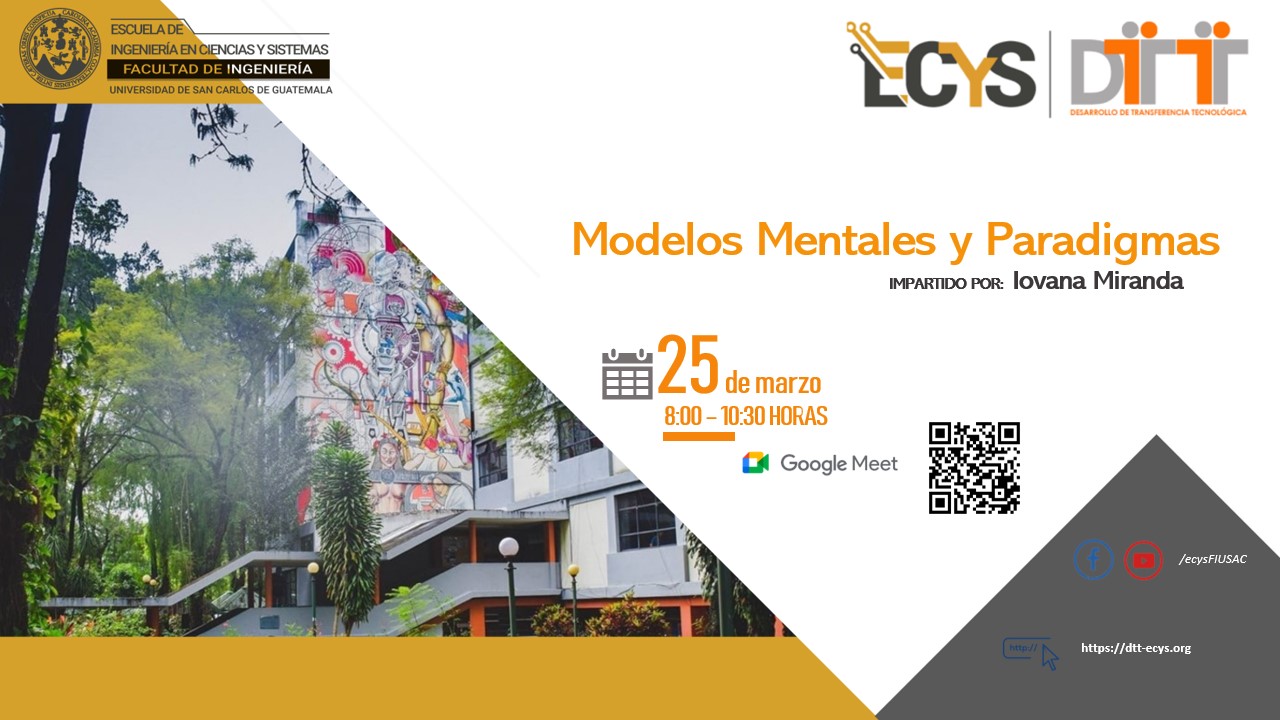 ESCUELA DE
INGENIERÍA EN CIENCIAS Y SISTEMAS
FACULTAD DE INGENIERÍA
UNIVERSIDAD DE SAN CARLOS DE GUATEMALA
ECYS
DTT
DESARROLLO DE TRANSFERENCIA TECNOLÓGICA
Modelos Mentales y Paradigmas
IMPARTIDO POR: Iovana Miranda
25 de marzo
8:00 – 10:30 HORAS
Google Meet
/ecysFIUSAC
http://
https://dtt-ecys.org